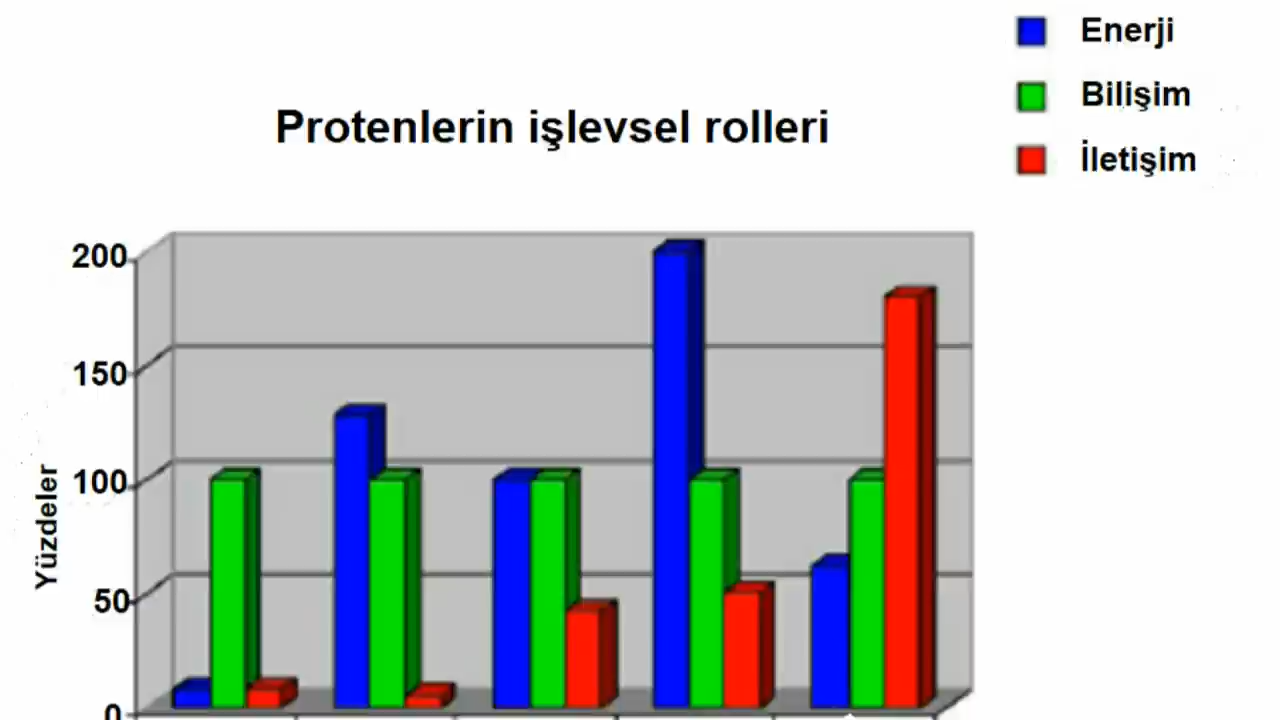 Enerji
Bilişim
İletişim
Protenlerin işlevsel rolleri
200
150
100
50
0
Yüzdeler